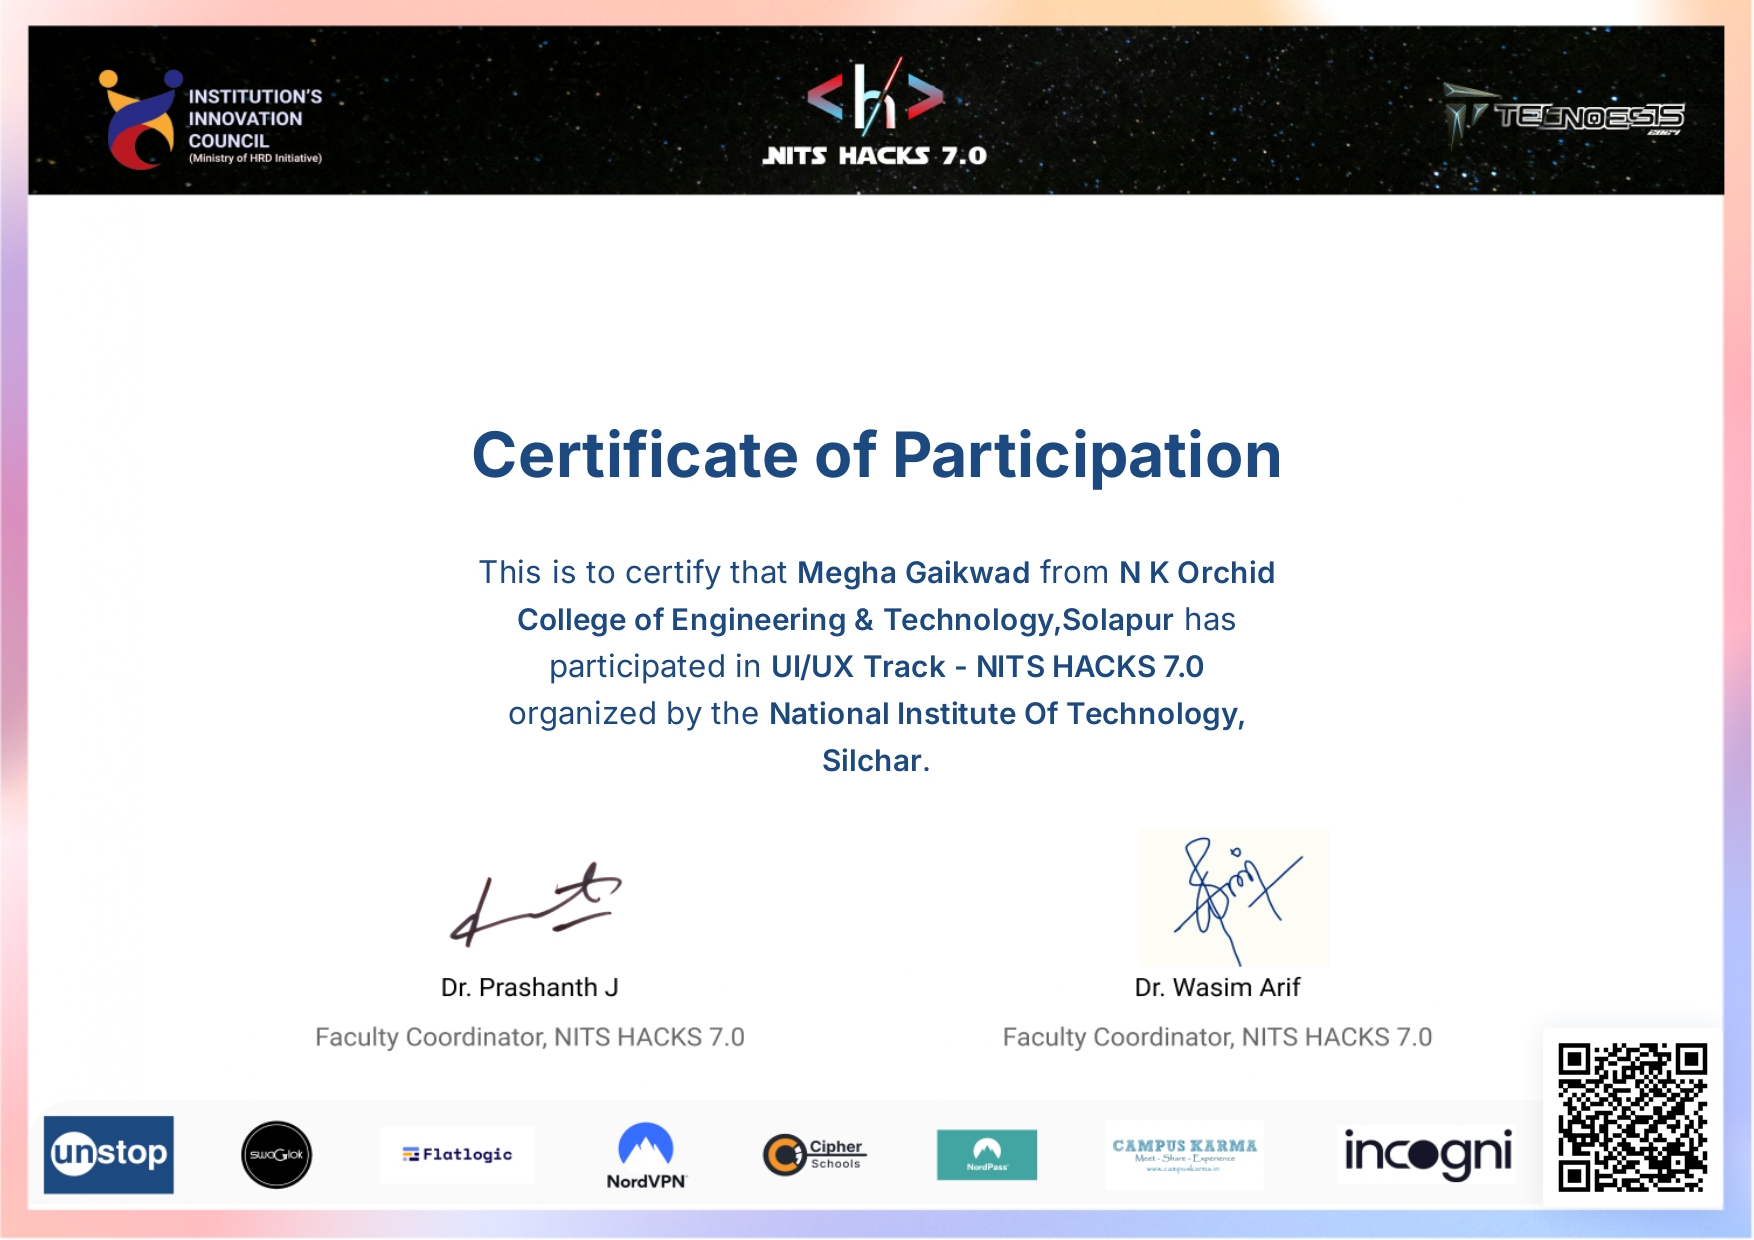 INSTITUTION'S
INNOVATION
COUNCIL
(Ministry of HRD Initiative)
<h>
NITS HACKS 7.0
TECNOESIS
2024
Certificate of Participation
This is to certify that Megha Gaikwad from N K Orchid
College of Engineering & Technology,Solapur has
participated in UI/UX Track - NITS HACKS 7.0
organized by the National Institute Of Technology,
Silchar.
Dr. Prashanth J
Faculty Coordinator, NITS HACKS 7.0
Dr. Wasim Arif
Faculty Coordinator, NITS HACKS 7.0
unstop
swaGlok
Flatlogic
NordVPN
Cipher
Schools
NordPass
CAMPUS KARMA
Meet - Share - Experience
www.campuskarma.in
incogni